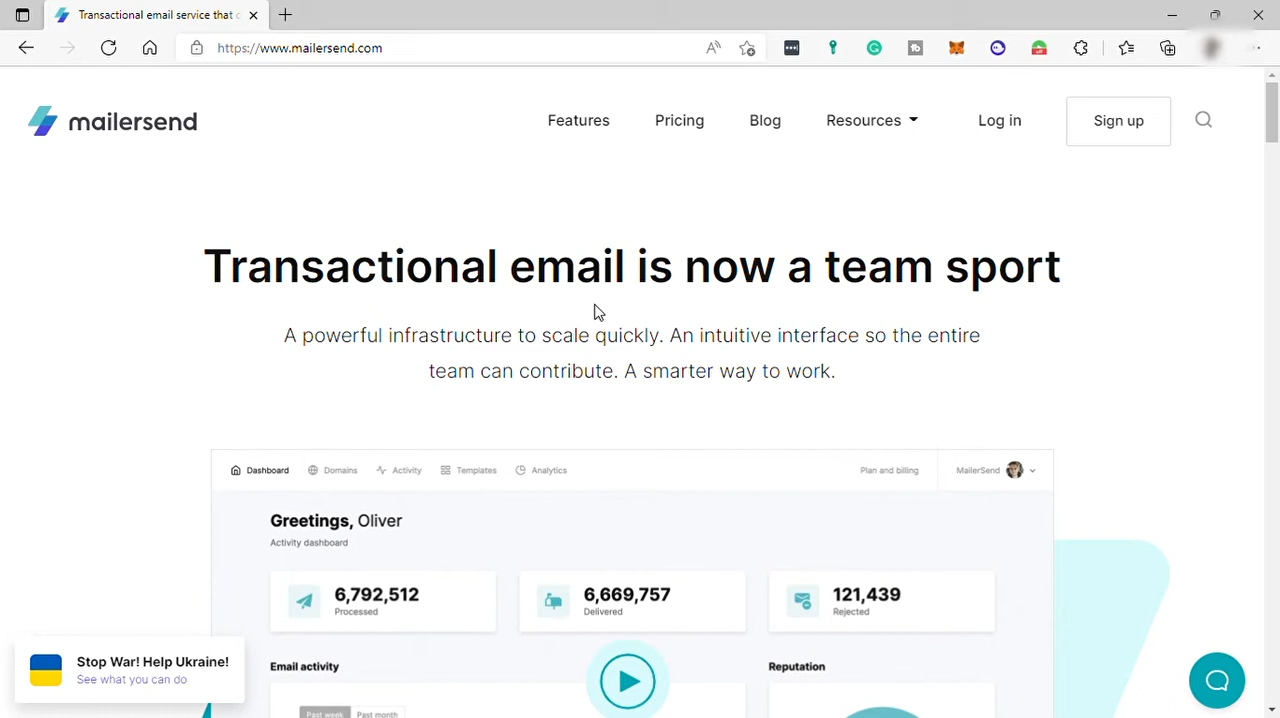 Transactional email service that c
https://www.mailersend.com
mailersend
Features
Pricing
Blog
Resources
Log in
Sign up
Transactional email is now a team sport
A powerful infrastructure to scale quickly. An intuitive interface so the entire
team can contribute. A smarter way to work.
Dashboard
Domains
Activity
Templates
Analytics
Plan and billing
MailerSend
Greetings, Oliver
Activity dashboard
6,792,512
Processed
6,669,757
Delivered
121,439
Rejected
Email activity
Reputation
Past week
Past month
Stop War! Help Ukraine!
See what you can do